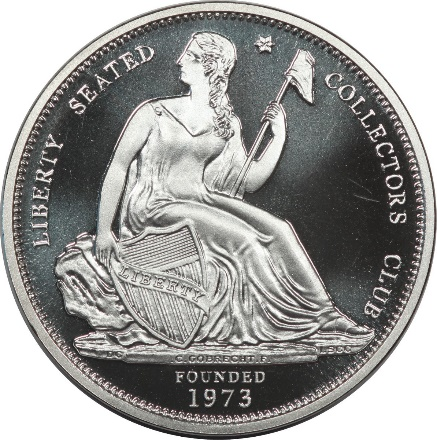 LIBERTY SEATED COLLECTORS CLUB
LIBERTY
C. GOBRECHT. F.
FOUNDED
1973